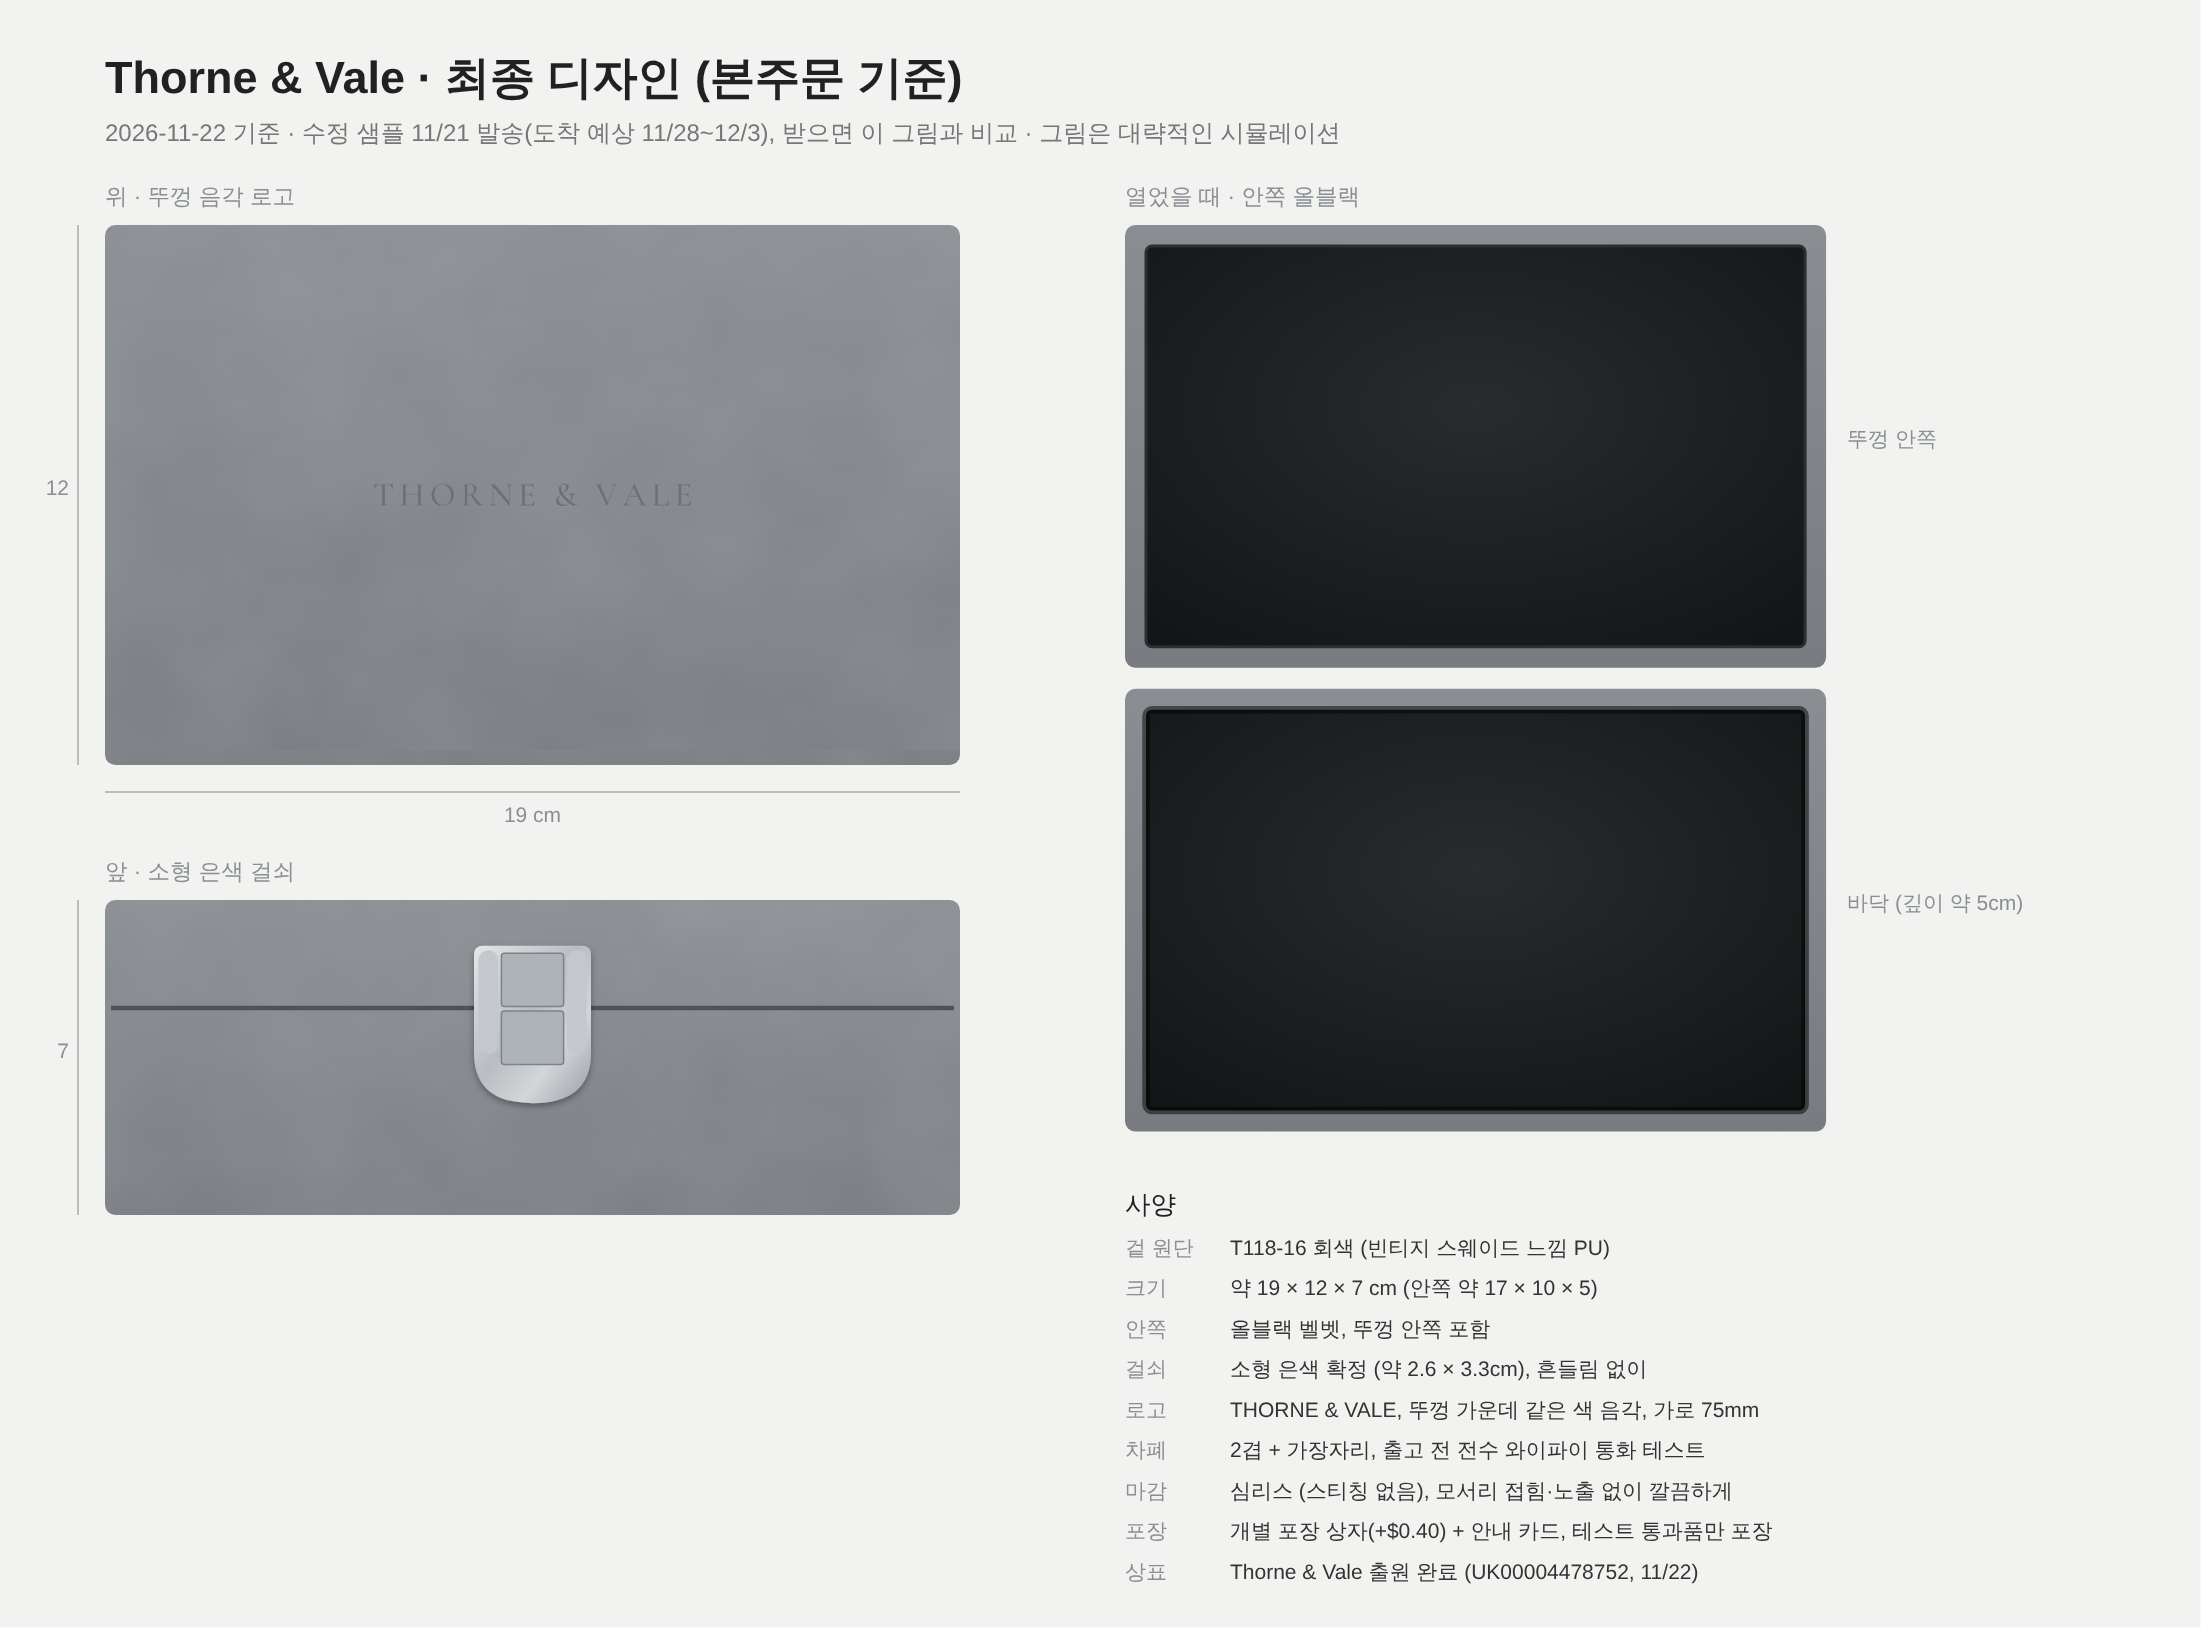 Thorne & Vale · 최종 디자인 (본주문 기준)
2026-11-22 기준 · 수정 샘플 11/21 발송(도착 예상 11/28~12/3), 받으면 이 그림과 비교 · 그림은 대략적인 시뮬레이션
위 · 뚜껑 음각 로고
12
THORNE & VALE
19 cm
앞 · 소형 은색 걸쇠
7
열었을 때 · 안쪽 올블랙
뚜껑 안쪽
바닥 (깊이 약 5cm)
사양
겉 원단 T118-16 회색 (빈티지 스웨이드 느낌 PU)
크기 약 19 × 12 × 7 cm (안쪽 약 17 × 10 × 5)
안쪽 올블랙 벨벳, 뚜껑 안쪽 포함
걸쇠 소형 은색 확정 (약 2.6 × 3.3cm), 흔들림 없이
로고 THORNE & VALE, 뚜껑 가운데 같은 색 음각, 가로 75mm
차폐 2겹 + 가장자리, 출고 전 전수 와이파이 통화 테스트
마감 심리스 (스티칭 없음), 모서리 접힘·노출 없이 깔끔하게
포장 개별 포장 상자(+$0.40) + 안내 카드, 테스트 통과품만 포장
상표 Thorne & Vale 출원 완료 (UK00004478752, 11/22)